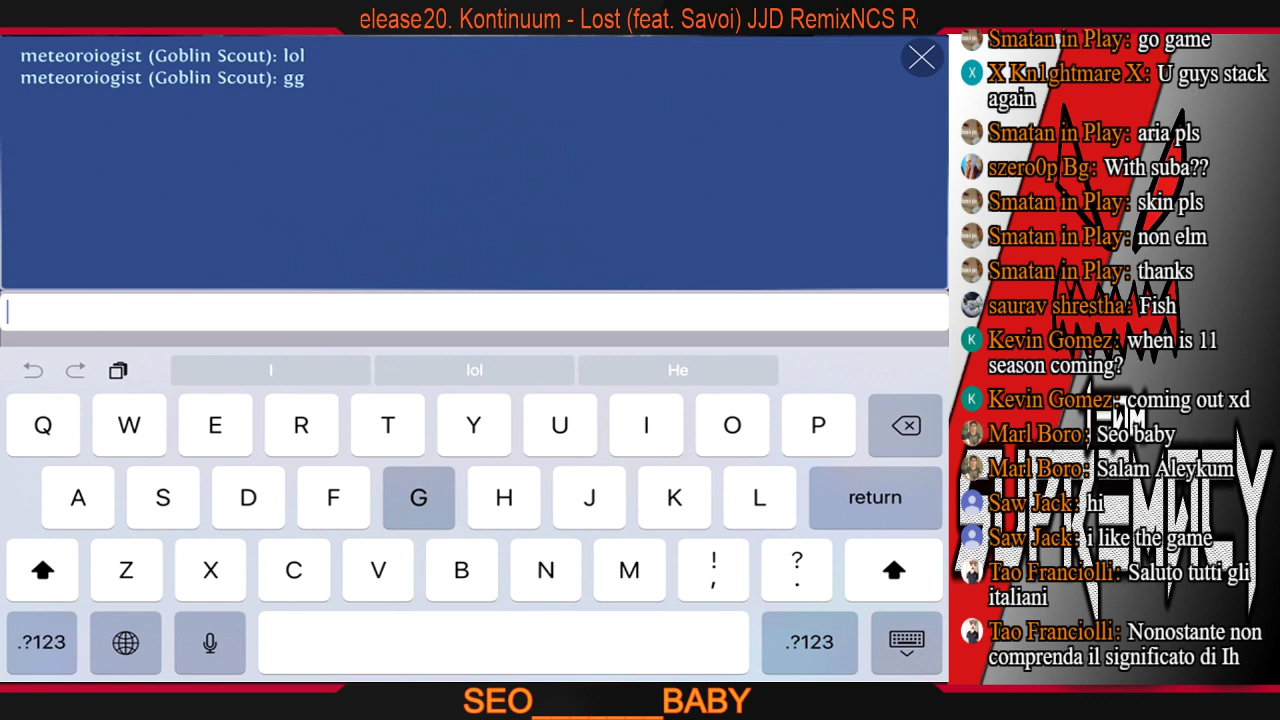 elease20. Kontinuum - Lost (feat. Savoi) JJD RemixNCS R
meteoroiogist (Goblin Scout): lol
meteoroiogist (Goblin Scout): gg
I
lol
He
Q W E R T Y U I O P
A S D F G H J K L return
Z X C V B N M ! , ? .
.?123 .?123
Smatan in Play: go game
X Kn1ghtmare X: U guys stack
again
Smatan in Play: aria pls
szero0p Bg: With suba??
Smatan in Play: skin pls
Smatan in Play: non elm
Smatan in Play: thanks
saurav shrestha: Fish
Kevin Gomez: when is 11
season coming?
Kevin Gomez: coming out xd
Marl Boro: Seo baby
Marl Boro: Salam Aleykum
Saw Jack: hi
Saw Jack: i like the game
Tao Franciolli: Saluto tutti gli
italiani
Tao Franciolli: Nonostante non
comprenda il significato di Ih
SEO______BABY